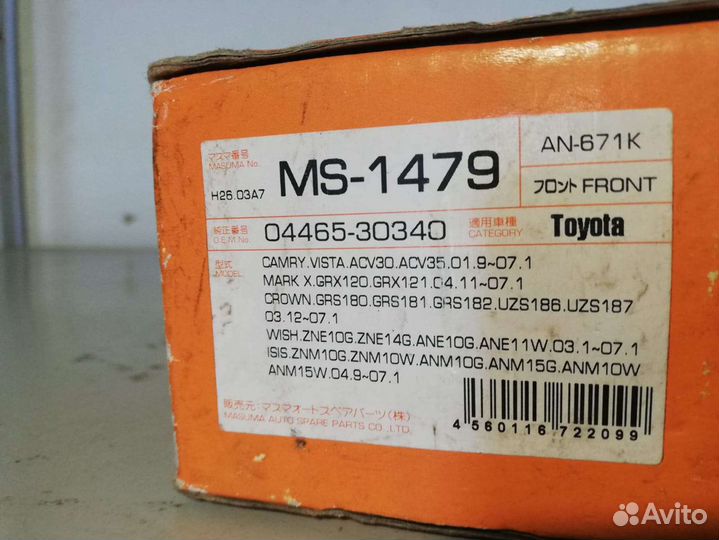 マスマ番号
MASUMA No.
H26.03A7
MS-1479
AN-671K
フロント FRONT
純正番号
O.E.M No.
04465-30340
適用車種
CATEGORY
Toyota
型式
MODEL
CAMRY.VISTA.ACV30.ACV35.01.9~07.1
MARK X.GRX120.GRX121.04.11~07.1
CROWN.GRS180.GRS181.GRS182.UZS186.UZS187
03.12~07.1
WISH.ZNE10G.ZNE14G.ANE10G.ANE11W.03.1~07.1
ISIS.ZNM10G.ZNM10W.ANM10G.ANM15G.ANM10W
ANM15W.04.9~07.1
販売元:マスマオートスペアパーツ(株)
MASUMA AUTO SPARE PARTS CO.,LTD.
4 560116 722099
Avito